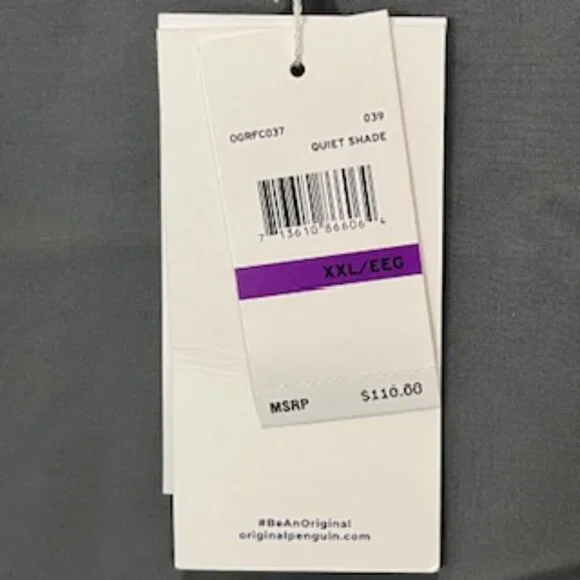 039
OGRFC037
QUIET SHADE
7 13610 86606 4
XXL/EEG
MSRP $110.00
#BeAnOriginal
originalpenguin.com